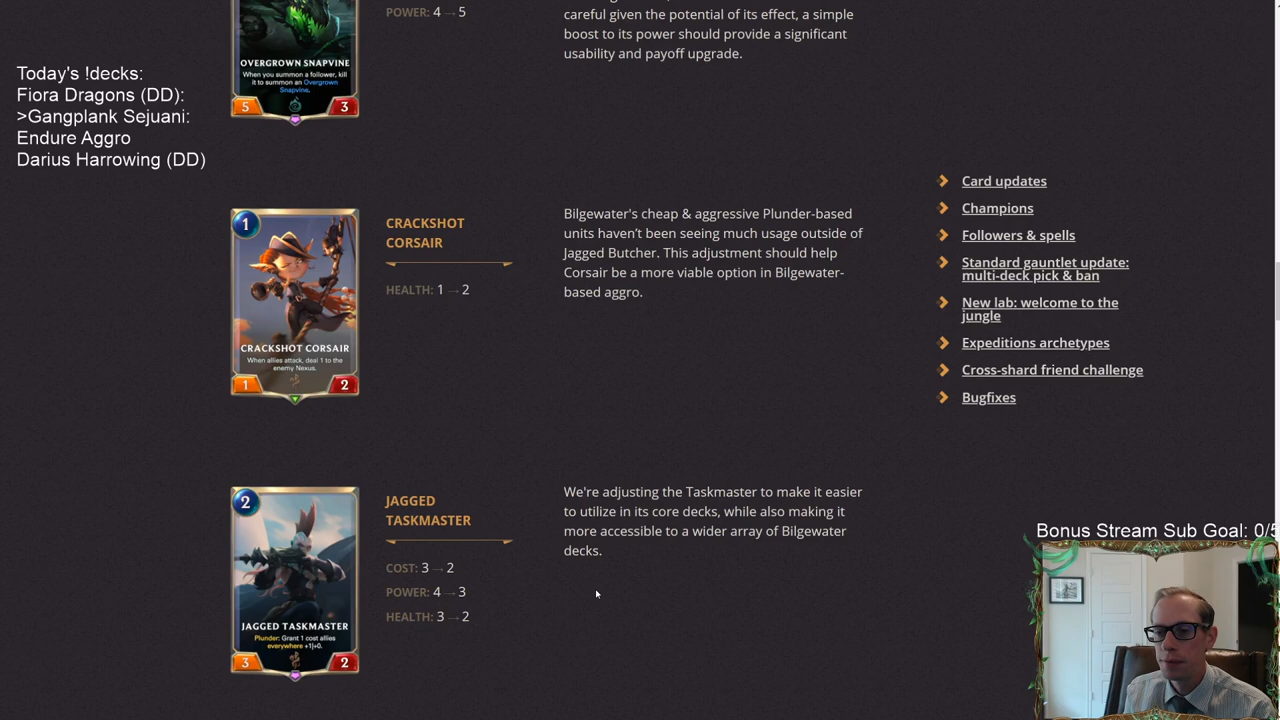 Today's !decks:
Fiora Dragons (DD):
>Gangplank Sejuani:
Endure Aggro
Darius Harrowing (DD)
OVERGROWN SNAPVINE
When you summon a follower, kill
it to summon an Overgrown
Snapvine.
5
3
POWER: 4→5
careful given the potential of its effect, a simple
boost to its power should provide a significant
usability and payoff upgrade.
1
CRACKSHOT CORSAIR
When allies attack, deal 1 to the
enemy Nexus.
1
2
CRACKSHOT
CORSAIR
HEALTH: 1→2
Bilgewater's cheap & aggressive Plunder-based
units haven't been seeing much usage outside of
Jagged Butcher. This adjustment should help
Corsair be a more viable option in Bilgewater-
based aggro.
2
JAGGED TASKMASTER
Plunder: Grant 1 cost allies
everywhere +1|+0.
3
2
JAGGED
TASKMASTER
COST: 3→2
POWER: 4→3
HEALTH: 3→2
We're adjusting the Taskmaster to make it easier
to utilize in its core decks, while also making it
more accessible to a wider array of Bilgewater
decks.
Card updates
Champions
Followers & spells
Standard gauntlet update:
multi-deck pick & ban
New lab: welcome to the
jungle
Expeditions archetypes
Cross-shard friend challenge
Bugfixes
Bonus Stream Sub Goal: 0/5